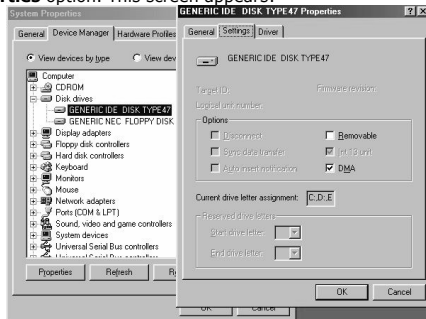 rties option. This screen appears:
System Properties
General Device Manager Hardware Profiles
View devices by type View dev
Computer
CDROM
Disk drives
GENERIC IDE DISK TYPE47
GENERIC NEC FLOPPY DISK
Display adapters
Floppy disk controllers
Hard disk controllers
Keyboard
Monitors
Mouse
Network adapters
Ports (COM & LPT)
Sound, video and game controllers
System devices
Universal Serial Bus controllers
Properties Refresh R
GENERIC IDE DISK TYPE47 Properties
General Settings Driver
GENERIC IDE DISK TYPE47
Target ID: Firmware revision:
Logical unit number:
Options
Disconnect Removable
Sync data transfer Int 13 unit
Auto insert notification DMA
Current drive letter assignment: C:,D:,E
Reserved drive letters
Start drive letter:
End drive letter:
OK Cancel
OK Cancel